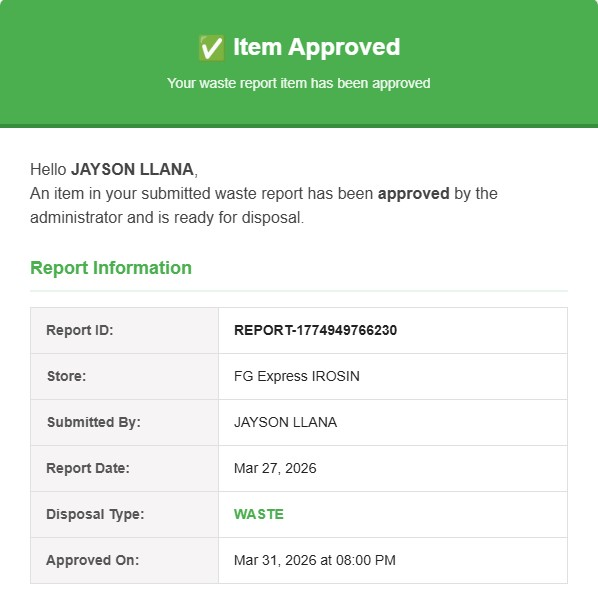 ✅ Item Approved
Your waste report item has been approved
Hello JAYSON LLANA,
An item in your submitted waste report has been approved by the
administrator and is ready for disposal.
Report Information
Report ID: REPORT-1774949766230
Store: FG Express IROSIN
Submitted By: JAYSON LLANA
Report Date: Mar 27, 2026
Disposal Type: WASTE
Approved On: Mar 31, 2026 at 08:00 PM